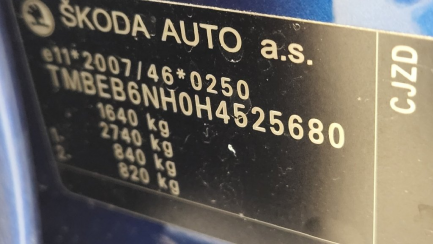 ŠKODA AUTO a.s.
e11*2007/46*0250
TMBEB6NH0H4525680
1640 kg
2740 kg
1. 840 kg
2. 820 kg
CJZD